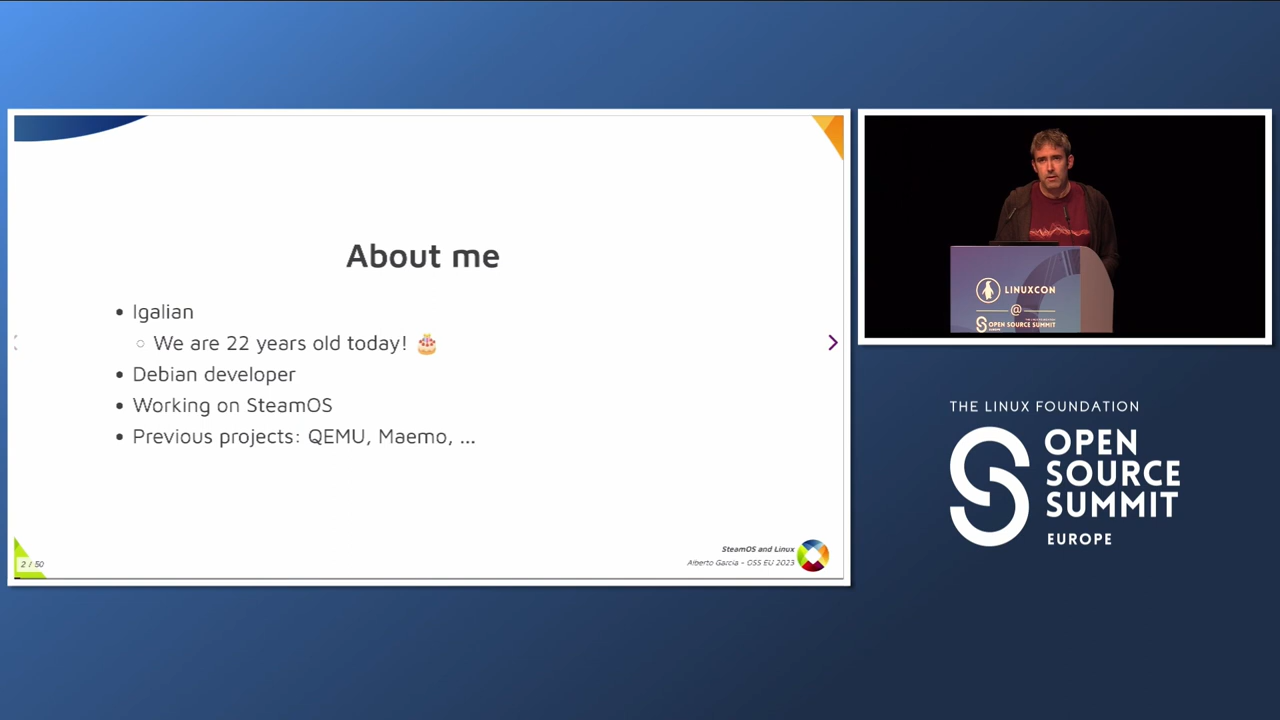 About me
• Igalian
○ We are 22 years old today! 🎂
• Debian developer
• Working on SteamOS
• Previous projects: QEMU, Maemo, ...
2 / 50
SteamOS and Linux
Alberto Garcia - OSS EU 2023
LINUXCON
@
OPEN SOURCE SUMMIT
THE LINUX FOUNDATION
OPEN
SOURCE
SUMMIT
EUROPE